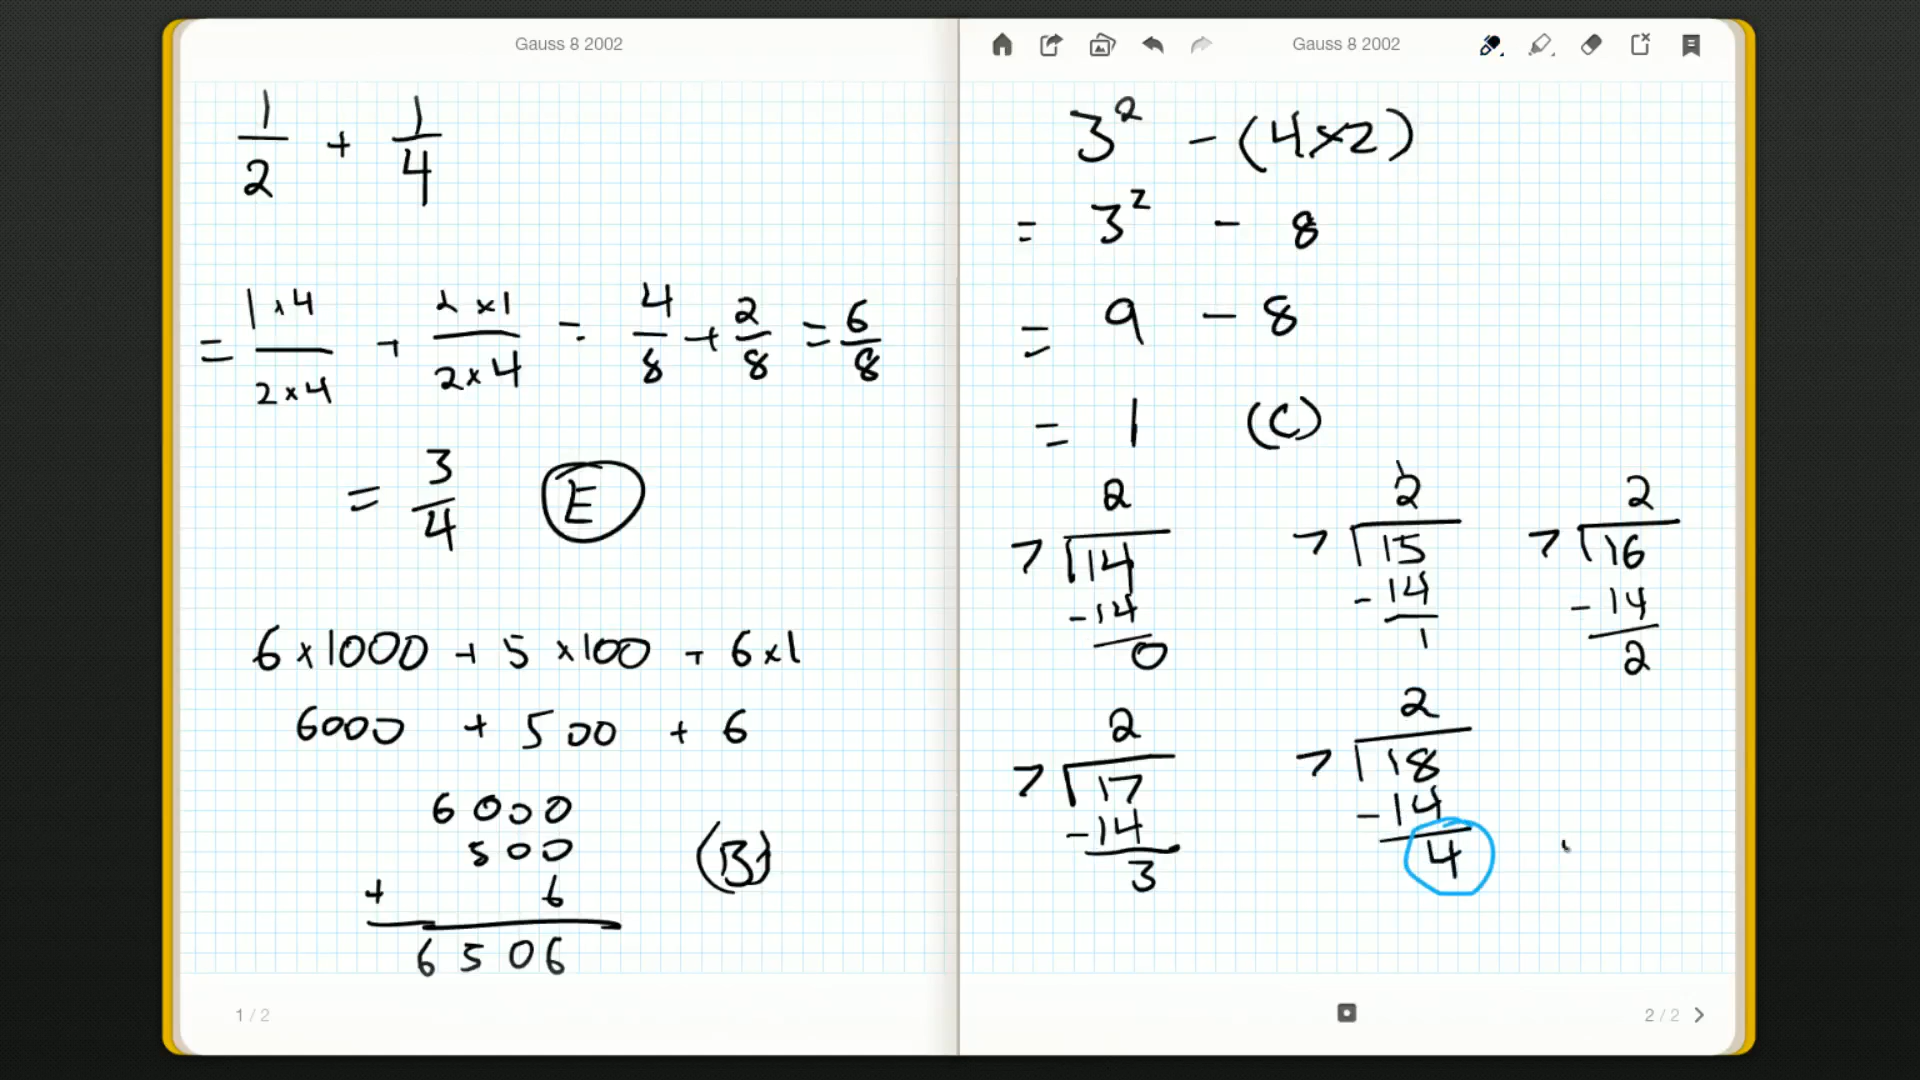 Gauss 8 2002
1/2 + 1/4
= 1×4/2×4 + 2×1/2×4 = 4/8 + 2/8 = 6/8
= 3/4 E
6×1000 + 5×100 + 6×1
6000 + 500 + 6
6000
500
+ 6
6506
(B)
1 / 2
Gauss 8 2002
3² - (4×2)
= 3² - 8
= 9 - 8
= 1 (C)
2
7 14
-14
0
2
7 15
-14
1
2
7 16
-14
2
2
7 17
-14
3
2
7 18
-14
4
2 / 2